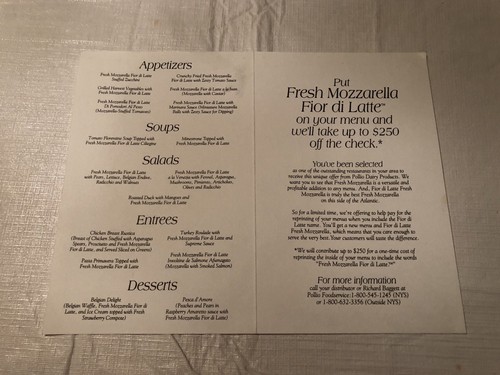 Appetizers
Fresh Mozzarella Fior di Latte
Stuffed Zucchini
Crunchy Fried Fresh Mozzarella
Fior di Latte with Zesty Tomato Sauce
Grilled Harvest Vegetables with
Fresh Mozzarella Fior di Latte
Fresh Mozzarella Fior di Latte
(Mozzarella with Caviar)
Fresh Mozzarella Fior di Latte
Di Pomodori Al Pesto
(Mozzarella Stuffed Tomatoes)
Fresh Mozzarella Fior di Latte with
Marinara Sauce (Miniature Mozzarella
Balls with Zesty Sauce for Dipping)
Soups
Tomato Florentine Soup Topped with
Fresh Mozzarella Fior di Latte Ciliegine
Minestrone Topped with
Fresh Mozzarella Fior di Latte
Salads
Fresh Mozzarella Fior di Latte
with Pears, Lettuce, Belgian Endive,
Radicchio and Walnuts
Fresh Mozzarella Fior di Latte
a la Veneto with Fennel, Asparagus,
Mushrooms, Pimento, Artichokes,
Olives and Radicchio
Roasted Duck with Mangoes and
Fresh Mozzarella Fior di Latte
Entrees
Chicken Breast Rustica
(Breast of Chicken Stuffed with Asparagus
Spears, Prosciutto and Fresh Mozzarella
Fior di Latte, and Served Sliced on Greens)
Turkey Roulade with
Fresh Mozzarella Fior di Latte and
Supreme Sauce
Pasta Primavera Topped with
Fresh Mozzarella Fior di Latte
Fresh Mozzarella Fior di Latte
Involtini di Salmone Affumicato
(Mozzarella with Smoked Salmon)
Desserts
Belgian Delight
(Belgian Waffle, Fresh Mozzarella Fior di
Latte, and Ice Cream topped with Fresh
Strawberry Compote)
Pesca d'Amore
(Peaches and Pears in
Raspberry Amaretto sauce with
Fresh Mozzarella Fior di Latte)
Put
Fresh Mozzarella
Fior di Latte™
on your menu and
we'll take up to $250
off the check.*
You've been selected
as one of the outstanding restaurants in your area to
receive this unique offer from Pollio Dairy Products. We
want you to see that Fresh Mozzarella is a versatile and
profitable addition to any menu. And, Fior di Latte Fresh
Mozzarella is truly the best Fresh Mozzarella
on this side of the Atlantic.
So for a limited time, we're offering to help pay for the
reprinting of your menus when you include the Fior di
Latte name. You'll get a new menu and Fior di Latte
Fresh Mozzarella, which means that you care enough to
serve the very best. Your customers will taste the difference.
*We will contribute up to $250 for a one-time cost of
reprinting the inside of your menu to include the words
"Fresh Mozzarella Fior di Latte.™"
For more information
call your distributor or Richard Baggett at
Pollio Foodservice: 1-800-545-1245 (NYS)
or 1-800-632-3356 (Outside NYS)